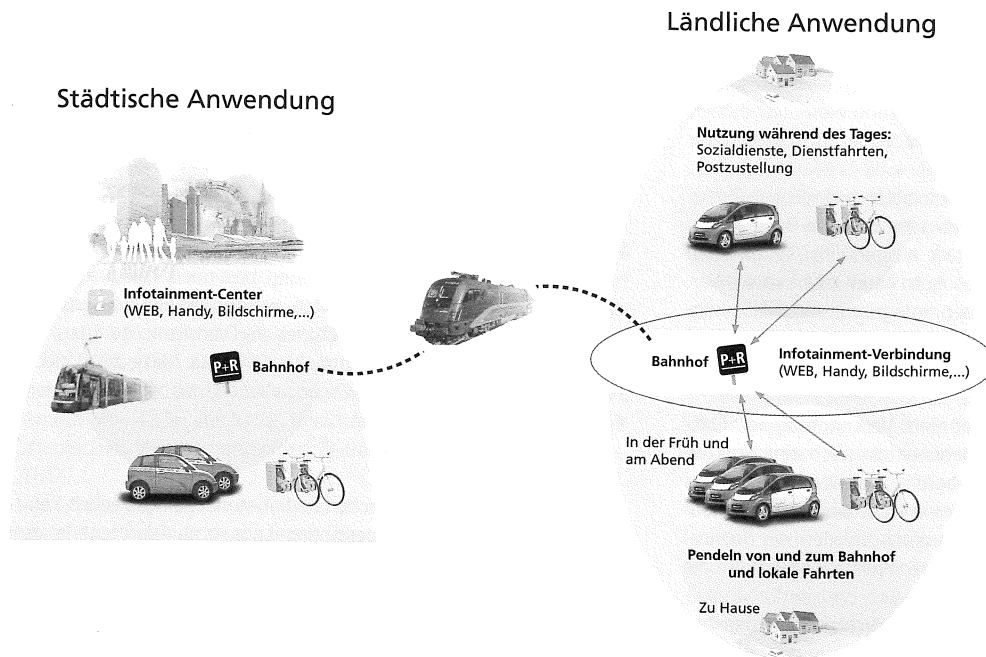 Ländliche Anwendung
Städtische Anwendung
Nutzung während des Tages:
Sozialdienste, Dienstfahrten,
Postzustellung
i Infotainment-Center
(WEB, Handy, Bildschirme,...)
P+R Bahnhof
Bahnhof P+R
Infotainment-Verbindung
(WEB, Handy, Bildschirme,...)
In der Früh und
am Abend
Pendeln von und zum Bahnhof
und lokale Fahrten
Zu Hause